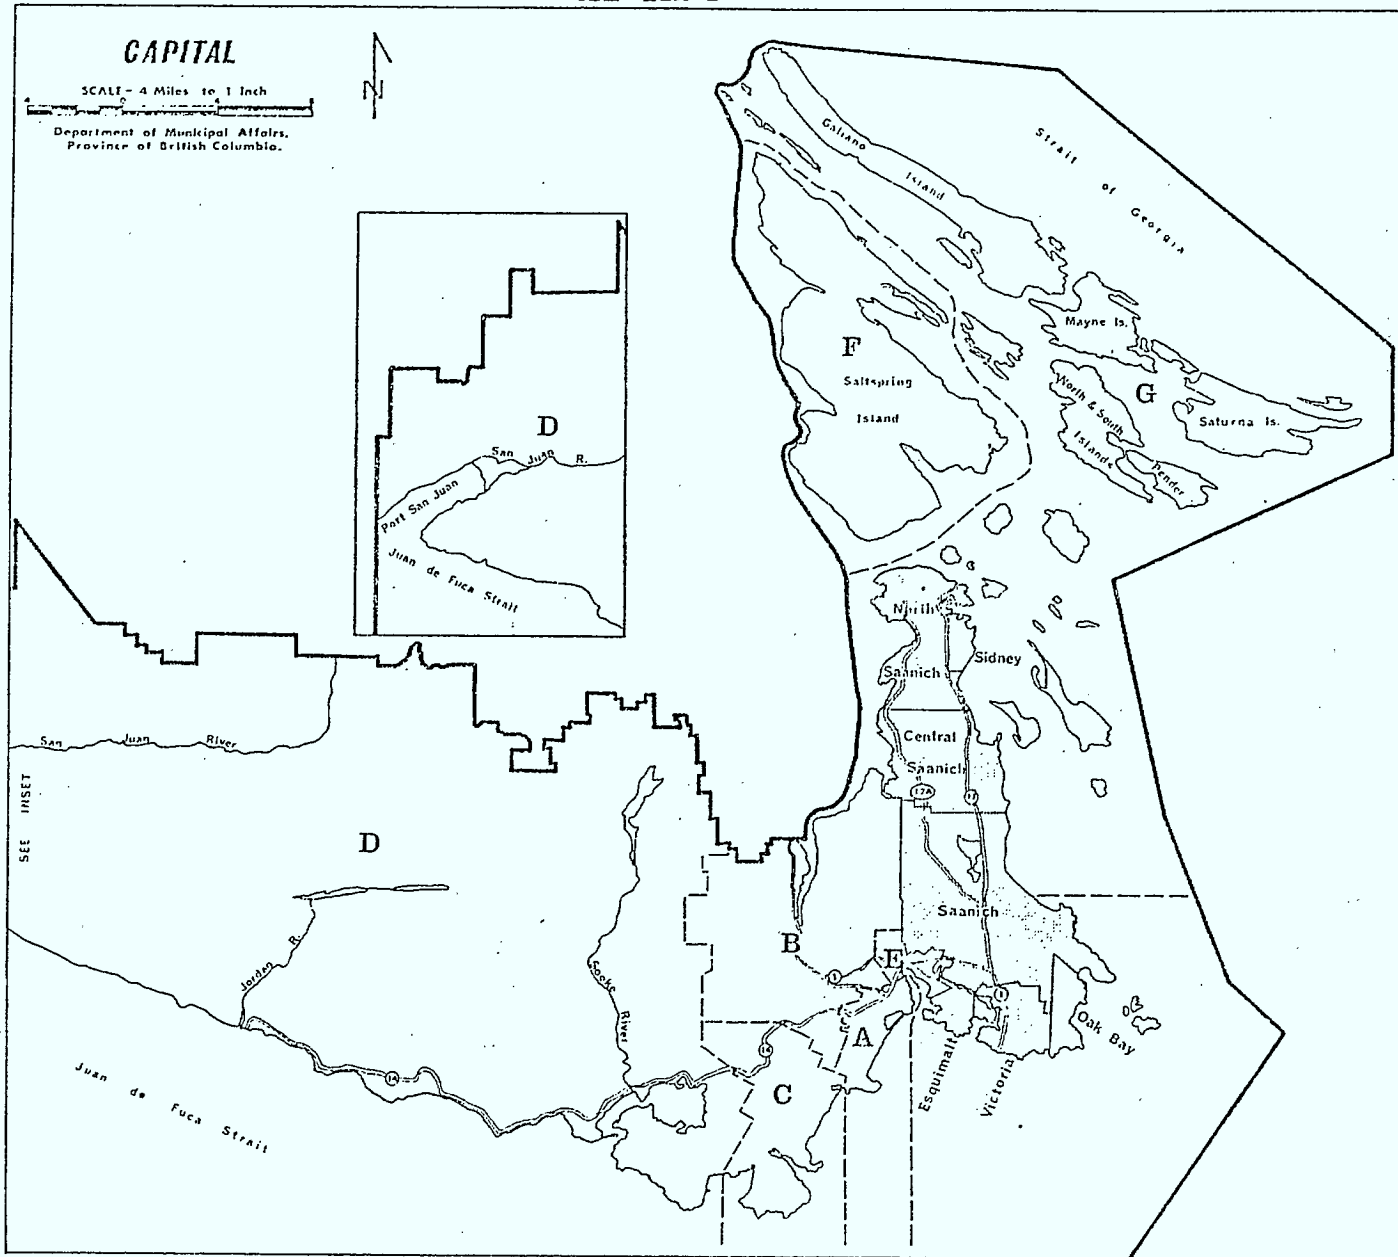 CAPITAL
N
SCALE - 4 Miles to 1 Inch
Department of Municipal Affairs.
Province of British Columbia.
Galiano
Island
Strait of Georgia
Mayne Is.
F
Saltspring
Island
G
North & South
Pender
Islands
Saturna Is.
D
San Juan R.
Port San Juan
Juan de Fuca Strait
North
Saanich
Sidney
Central
Saanich
17A
17
San Juan River
SEE INSET
D
Jordan R.
Sooke River
Saanich
B
E
1
1
A
14
C
14
Oak Bay
Esquimalt
Victoria
Juan de Fuca Strait